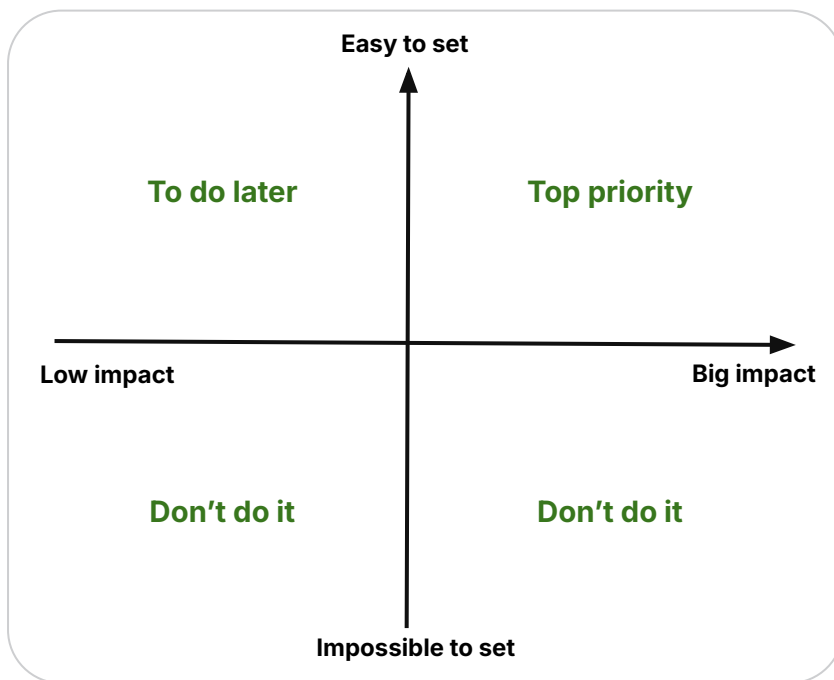 Easy to set
To do later
Top priority
Low impact
Big impact
Don’t do it
Don’t do it
Impossible to set